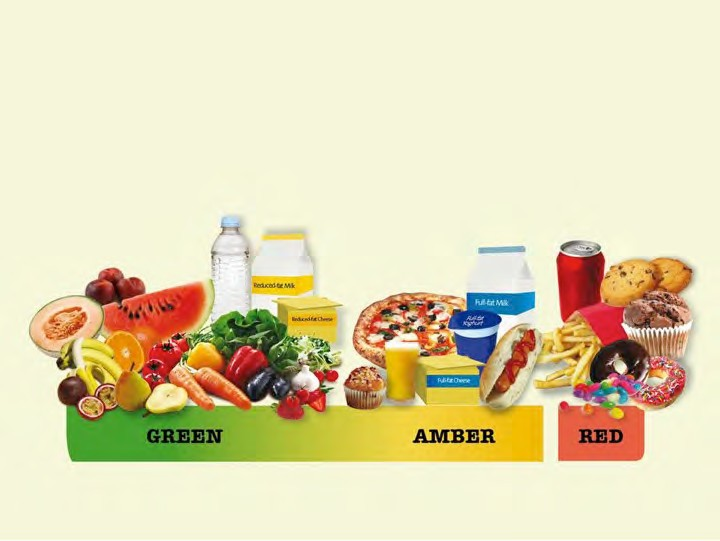 Reduced-fat Milk
Reduced-fat Cheese
Full-fat Milk
Full-fat
Yoghurt
Full-fat Cheese
GREEN
AMBER
RED